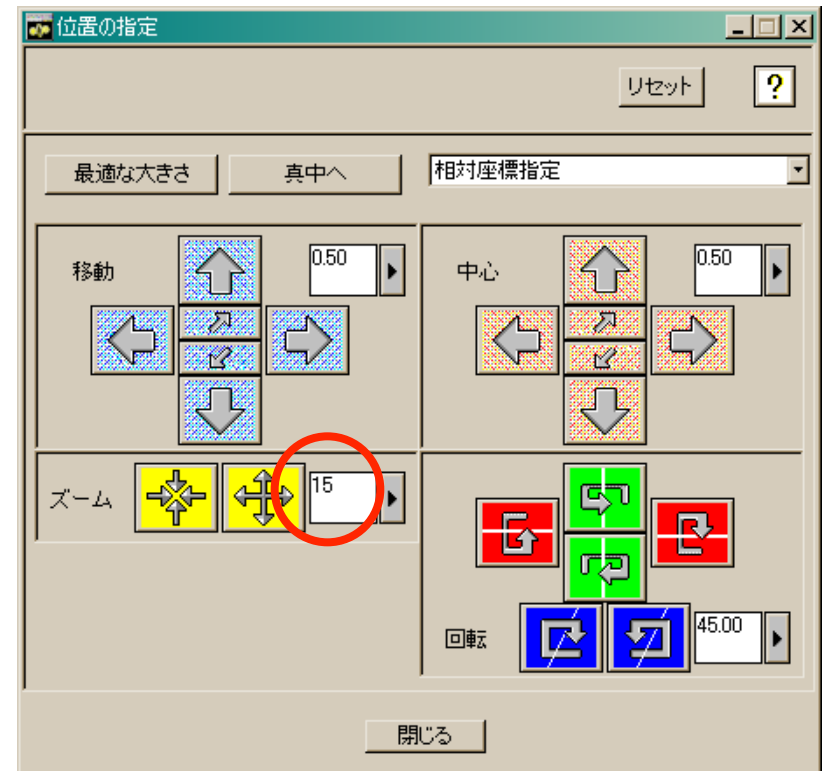 位置の指定
リセット ?
最適な大きさ 真中へ 相対座標指定
移動 0.50 中心 0.50
ズーム 15
回転 45.00
閉じる